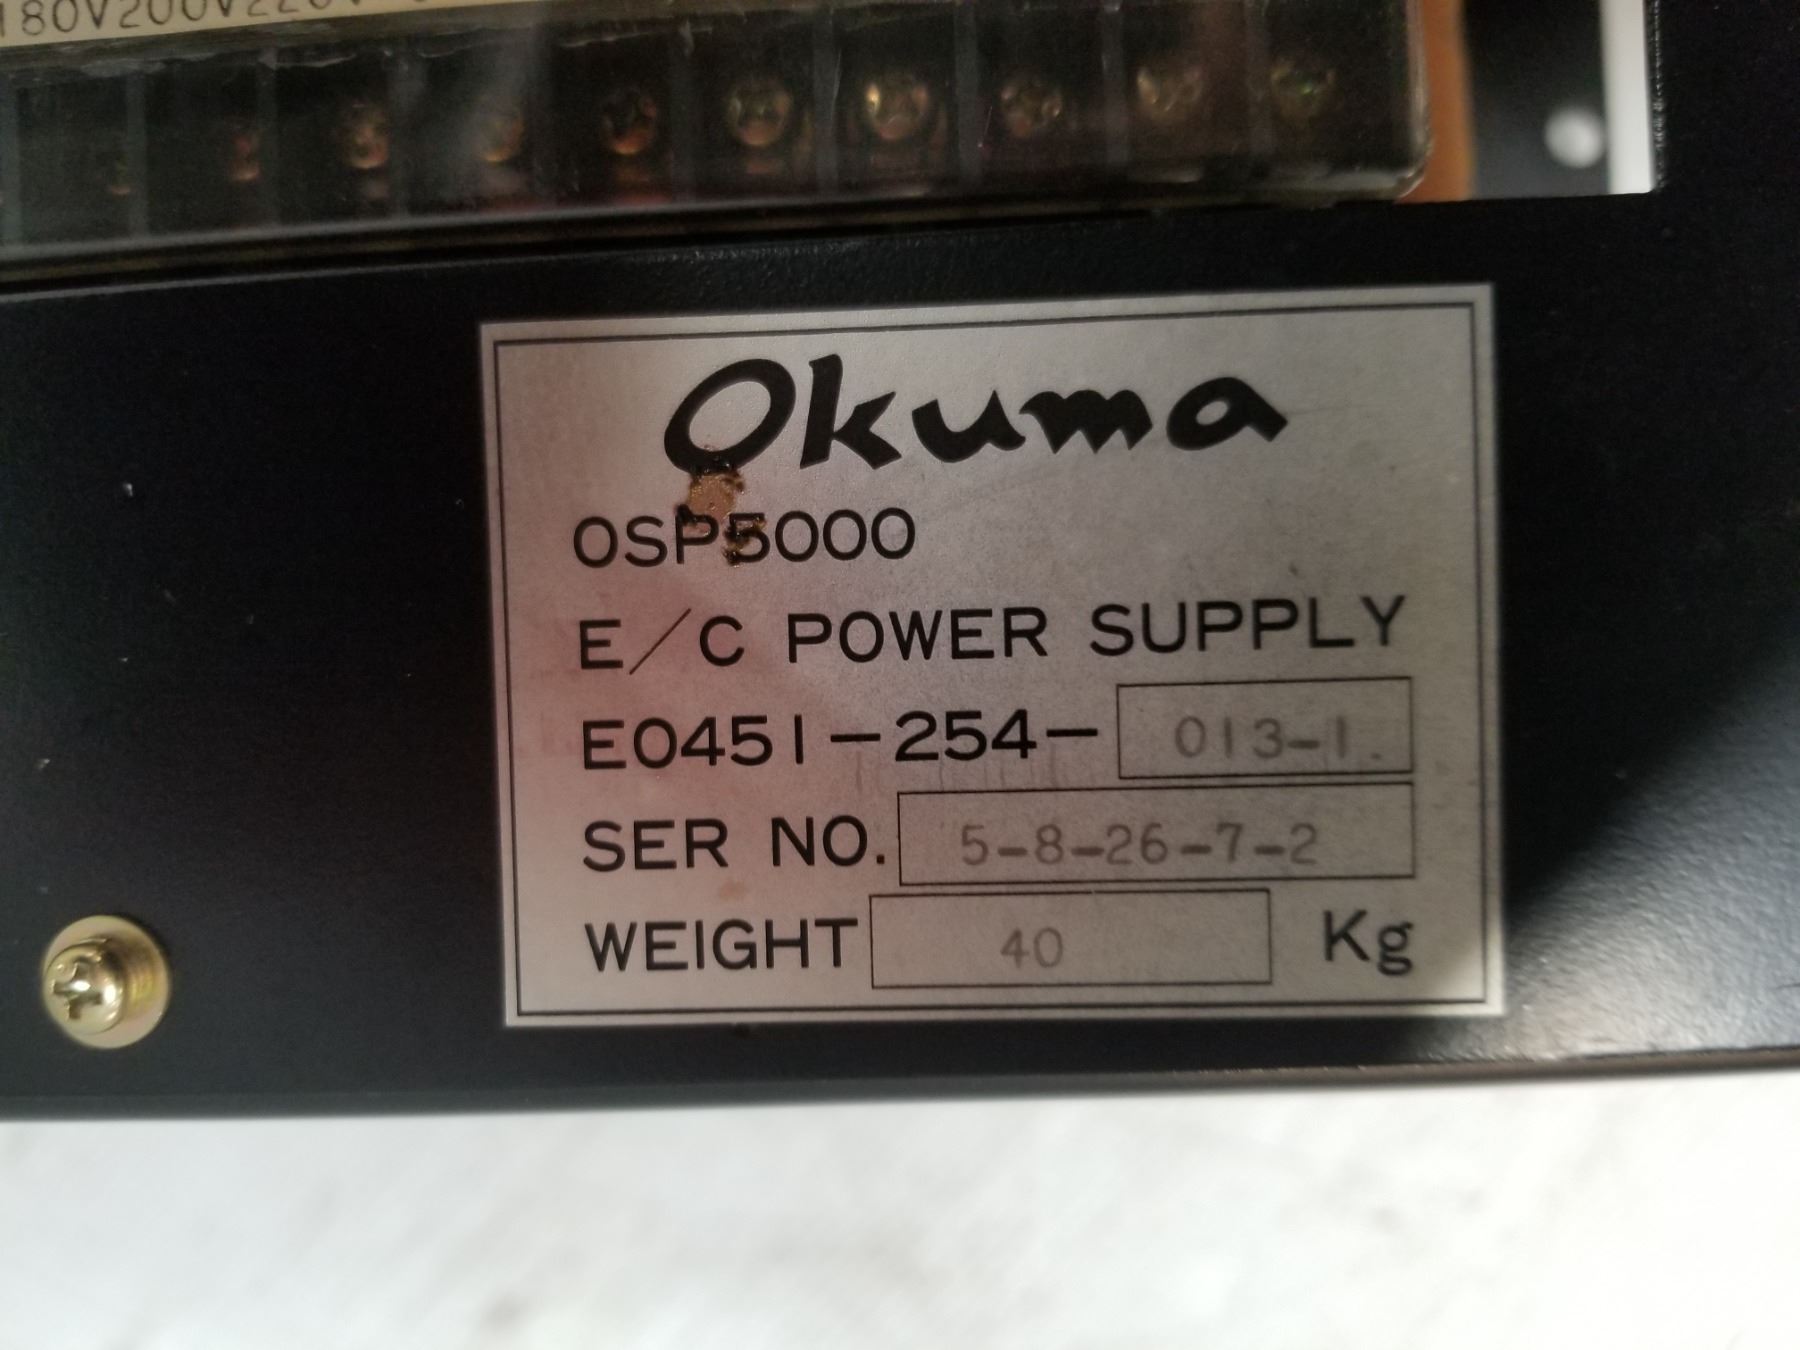 180V200V220V
Okuma
OSP5000
E/C POWER SUPPLY
E0451-254-013-1.
SER NO. 5-8-26-7-2
WEIGHT 40 Kg